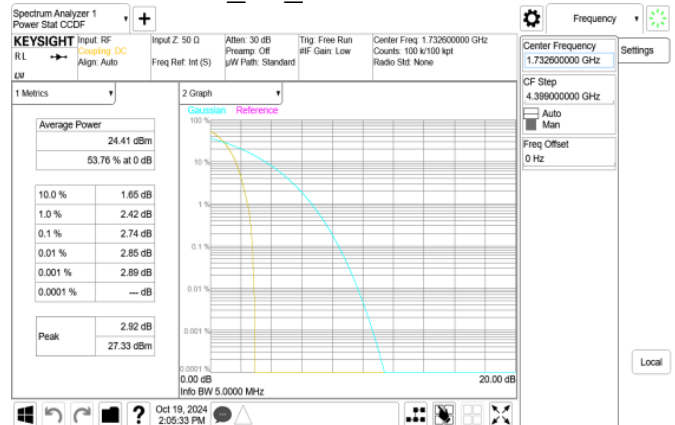 Spectrum Analyzer 1
Power Stat CCDF
+
Frequency
KEYSIGHT
RL
LXI
Input: RF
Coupling: DC
Align: Auto
Input Z: 50 Ω
Freq Ref: Int (S)
Atten: 30 dB
Preamp: Off
µW Path: Standard
Trig: Free Run
#IF Gain: Low
Center Freq: 1.732600000 GHz
Counts: 100 k/100 kpt
Radio Std: None
Center Frequency
1.732600000 GHz
Settings
CF Step
4.399000000 GHz
Auto
Man
Freq Offset
0 Hz
Local
1 Metrics
Average Power
24.41 dBm
53.76 % at 0 dB
10.0 % 1.65 dB
1.0 % 2.42 dB
0.1 % 2.74 dB
0.01 % 2.85 dB
0.001 % 2.89 dB
0.0001 % --- dB
Peak
2.92 dB
27.33 dBm
2 Graph
Gaussian Reference
100 %
10 %
1 %
0.1 %
0.01 %
0.001 %
0.0001 %
0.00 dB 20.00 dB
Info BW 5.0000 MHz
?
Oct 19, 2024
2:05:33 PM